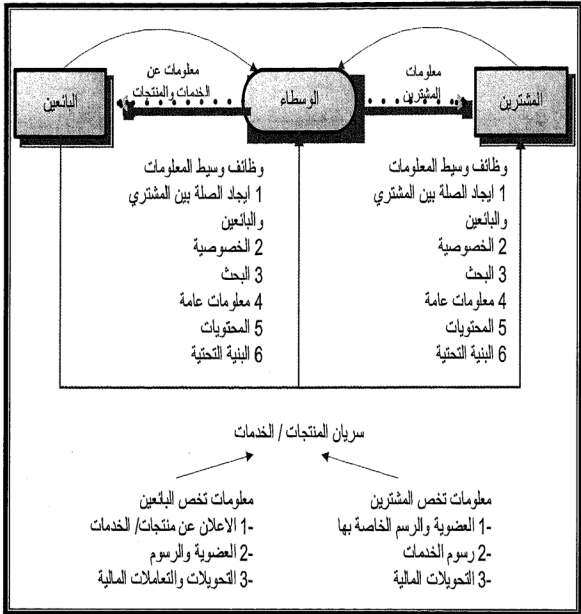 معلومات عن
الخدمات والمنتجات
معلومات
المشترين
البائعين
الوسطاء
المشترين
وظائف وسيط المعلومات
1 ايجاد الصلة بين المشتري
والبائعين
2 الخصوصية
3 البحث
4 معلومات عامة
5 المحتويات
6 البنية التحتية
وظائف وسيط المعلومات
1 ايجاد الصلة بين المشتري
والبائعين
2 الخصوصية
3 البحث
4 معلومات عامة
5 المحتويات
6 البنية التحتية
سريان المنتجات / الخدمات
معلومات تخص المشترين
1- العضوية والرسم الخاصة بها
2- رسوم الخدمات
3- التحويلات المالية
معلومات تخص البائعين
1- الاعلان عن منتجات/ الخدمات
2- العضوية والرسوم
3- التحويلات والتعاملات المالية